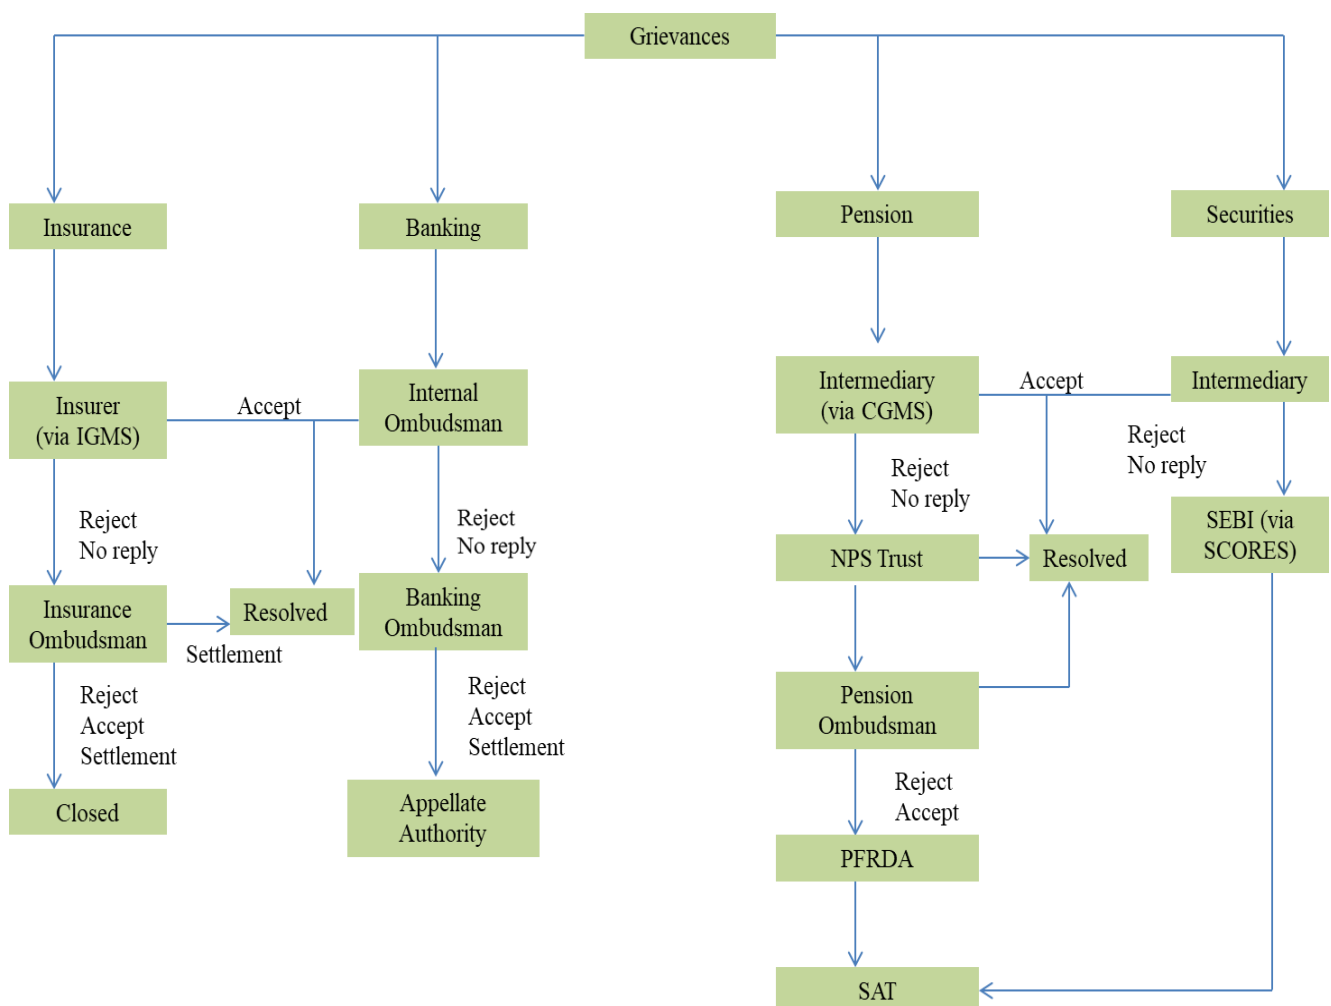 Grievances
Insurance
Banking
Pension
Securities
Insurer
(via IGMS)
Accept
Internal
Ombudsman
Intermediary
(via CGMS)
Accept
Intermediary
Reject
No reply
Reject
No reply
Reject
No reply
Reject
No reply
SEBI (via
SCORES)
NPS Trust
Resolved
Insurance
Ombudsman
Settlement
Resolved
Banking
Ombudsman
Reject
Accept
Settlement
Reject
Accept
Settlement
Pension
Ombudsman
Closed
Appellate
Authority
Reject
Accept
PFRDA
SAT